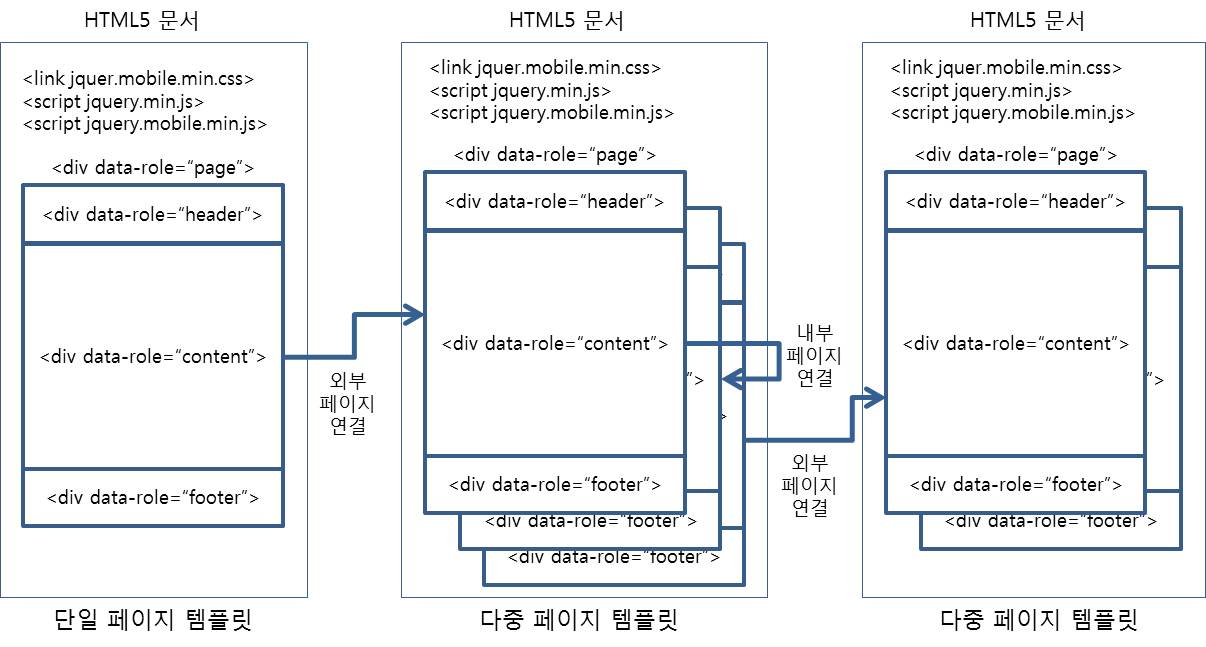 HTML5 문서
<link jquer.mobile.min.css>
<script jquery.min.js>
<script jquery.mobile.min.js>
<div data-role=“page”>
<div data-role=“header”>
<div data-role=“content”>
<div data-role=“footer”>
단일 페이지 템플릿
외부
페이지
연결
HTML5 문서
<link jquer.mobile.min.css>
<script jquery.min.js>
<script jquery.mobile.min.js>
<div data-role=“page”>
<div data-role=“header”>
<div data-role=“content”>
”>
>
<div data-role=“footer”>
<div data-role=“footer”>
<div data-role=“footer”>
다중 페이지 템플릿
내부
페이지
연결
외부
페이지
연결
HTML5 문서
<link jquer.mobile.min.css>
<script jquery.min.js>
<script jquery.mobile.min.js>
<div data-role=“page”>
<div data-role=“header”>
<div data-role=“content”>
”>
<div data-role=“footer”>
<div data-role=“footer”>
다중 페이지 템플릿